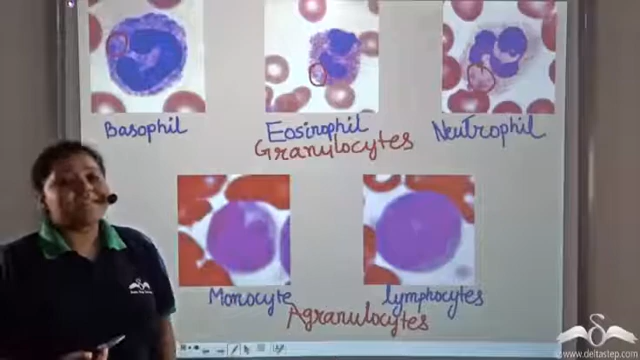 Basophil
Eosinophil
Neutrophil
Granulocytes
Monocyte
Lymphocytes
Agranulocytes
www.deltastep.com